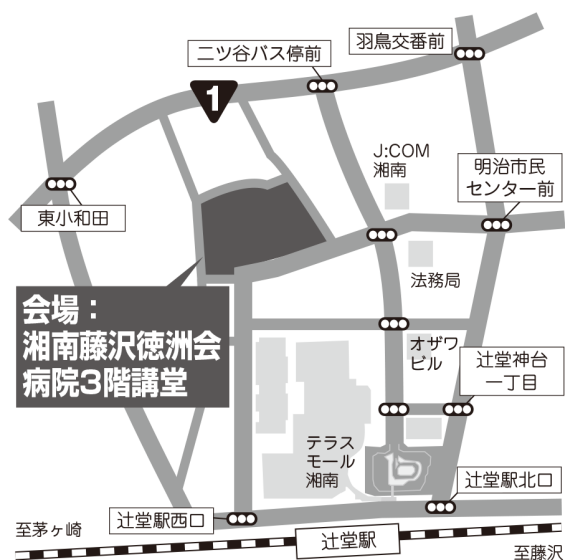 羽鳥交番前
二ツ谷バス停前
1
J:COM
湘南
明治市民
センター前
東小和田
法務局
会場：
湘南藤沢徳洲会
病院3階講堂
オザワ
ビル
辻堂神台
一丁目
テラス
モール
湘南
辻堂駅北口
辻堂駅西口
至茅ヶ崎
辻堂駅
至藤沢